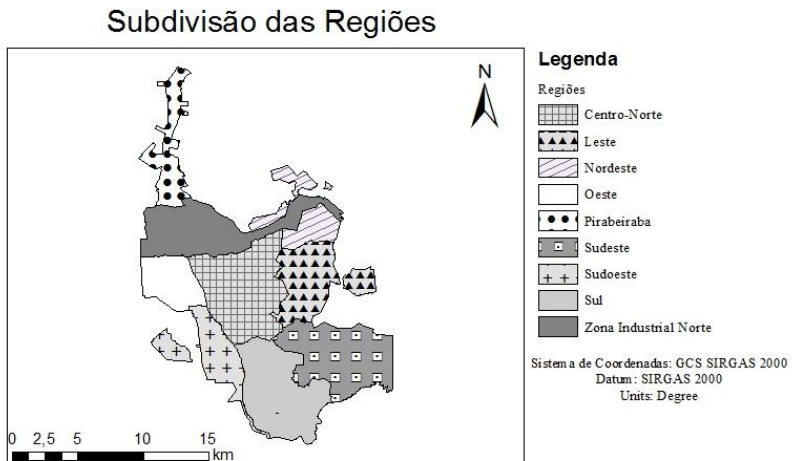 Subdivisão das Regiões
N
0 2,5 5 10 15
km
Legenda
Regiões
Centro-Norte
Leste
Nordeste
Oeste
Pirabeiraba
Sudeste
Sudoeste
Sul
Zona Industrial Norte
Sistema de Coordenadas: GCS SIRGAS 2000
Datum: SIRGAS 2000
Units: Degree